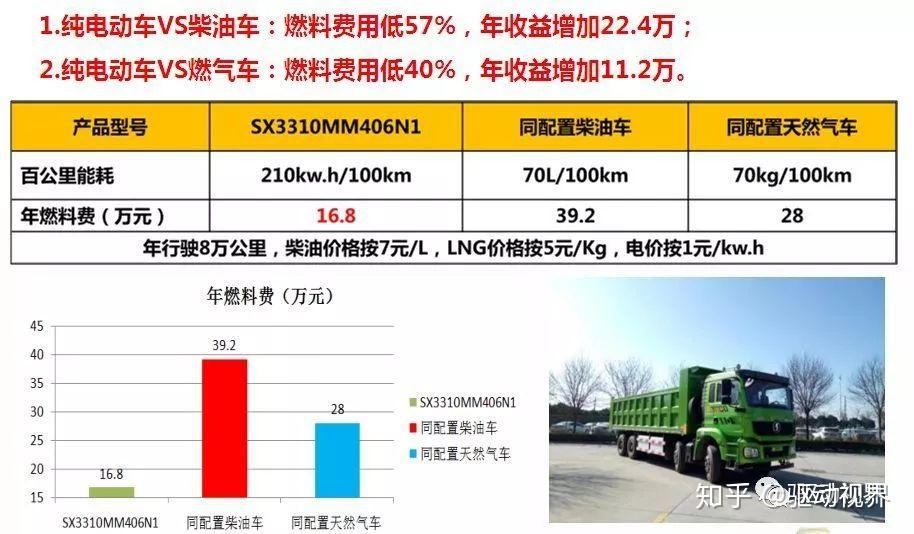 1.纯电动车VS柴油车：燃料费用低57%，年收益增加22.4万；
2.纯电动车VS燃气车：燃料费用低40%，年收益增加11.2万。
产品型号 SX3310MM406N1 同配置柴油车 同配置天然气车
百公里能耗 210kw.h/100km 70L/100km 70kg/100km
年燃料费（万元） 16.8 39.2 28
年行驶8万公里，柴油价格按7元/L，LNG价格按5元/Kg，电价按1元/kw.h
年燃料费（万元）
45
40
35
30
25
20
15
16.8
39.2
28
SX3310MM406N1
同配置柴油车
同配置天然气车
SX3310MM406N1
同配置柴油车
同配置天然气车
知乎 @驱动视界